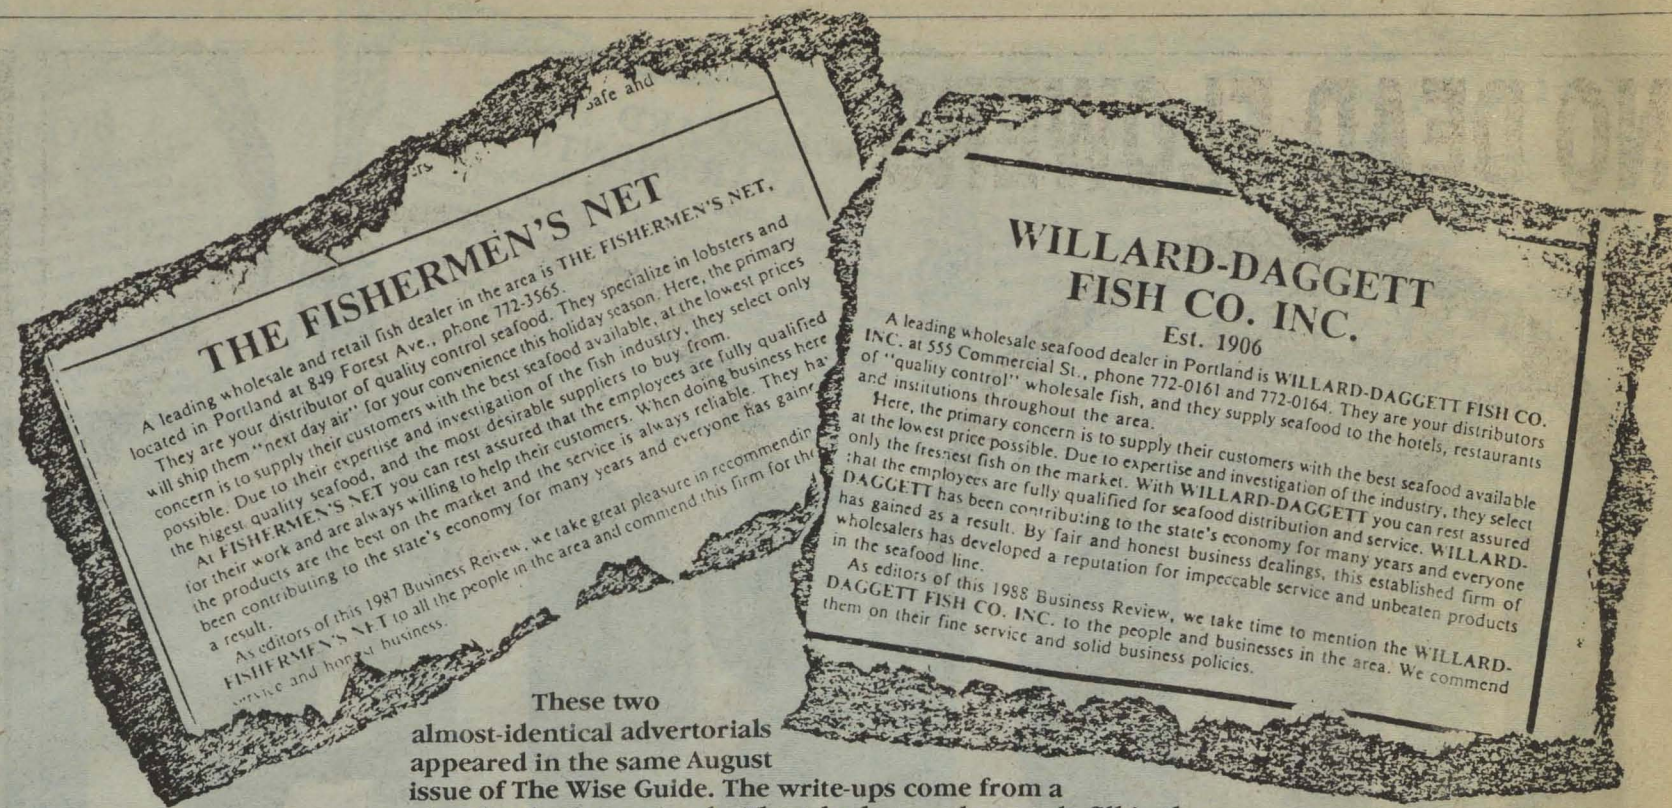 safe and
THE FISHERMEN'S NET
A leading wholesale and retail fish dealer in the area is THE FISHERMEN'S NET,
located in Portland at 849 Forest Ave., phone 772-3565.
They are your distributor of quality control seafood. They specialize in lobsters and
will ship them "next day air" for your convenience this holiday season. Here, the primary
concern is to supply their customers with the best seafood available, at the lowest prices
possible. Due to their expertise and investigation of the fish industry, they select only
the higest quality seafood, and the most desirable suppliers to buy from.
At FISHERMEN'S NET you can rest assured that the employees are fully qualified
for their work and are always willing to help their customers. When doing business here
the products are the best on the market and the service is always reliable. They ha
been contributing to the state's economy for many years and everyone has gaine
a result.
As editors of this 1987 Business Reivew, we take great pleasure in recommendin
FISHERMEN'S NET to all the people in the area and commend this firm for the
service and honest business.
WILLARD-DAGGETT
FISH CO. INC.
Est. 1906
A leading wholesale seafood dealer in Portland is WILLARD-DAGGETT FISH CO.
INC. at 555 Commercial St., phone 772-0161 and 772-0164. They are your distributors
of "quality control" wholesale fish, and they supply seafood to the hotels, restaurants
and institutions throughout the area.
Here, the primary concern is to supply their customers with the best seafood available
at the lowest price possible. Due to expertise and investigation of the industry, they select
only the freshest fish on the market. With WILLARD-DAGGETT you can rest assured
that the employees are fully qualified for seafood distribution and service. WILLARD-
DAGGETT has been contributing to the state's economy for many years and everyone
has gained as a result. By fair and honest business dealings, this established firm of
wholesalers has developed a reputation for impeccable service and unbeaten products
in the seafood line.
As editors of this 1988 Business Review, we take time to mention the WILLARD-
DAGGETT FISH CO. INC. to the people and businesses in the area. We commend
them on their fine service and solid business policies.
These two
almost-identical advertorials
appeared in the same August
issue of The Wise Guide. The write-ups come from a